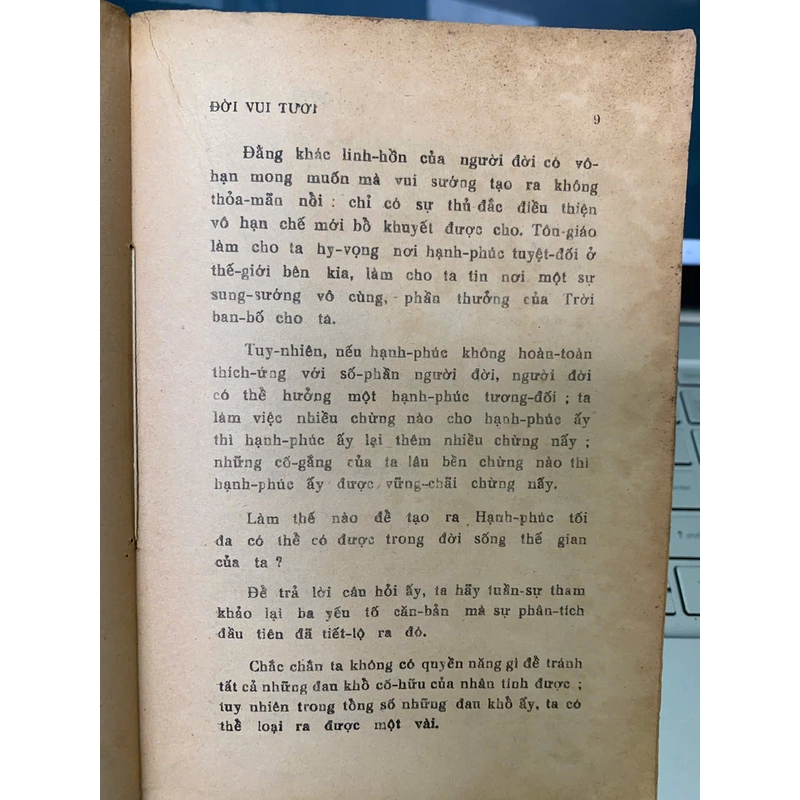 ĐỜI VUI TƯƠI
9
Đằng khác linh-hồn của người đời có vô-
hạn mong muốn mà vui sướng tạo ra không
thỏa-mãn nổi ; chỉ có sự thủ-đắc điều thiện
vô hạn chế mới bổ khuyết được cho. Tôn-giáo
làm cho ta hy-vọng nơi hạnh-phúc tuyệt-đối ở
thế-giới bên kia, làm cho ta tin nơi một sự
sung-sướng vô cùng, phần thưởng của Trời
ban-bố cho ta.
Tuy-nhiên, nếu hạnh-phúc không hoàn-toàn
thích-ứng với số-phần người đời, người đời
có thể hưởng một hạnh-phúc tương-đối ; ta
làm việc nhiều chừng nào cho hạnh-phúc ấy
thì hạnh-phúc ấy lại thêm nhiều chừng nấy ;
những cố-gắng của ta lâu bền chừng nào thì
hạnh-phúc ấy được vững-chãi chừng nấy.
Làm thế nào để tạo ra Hạnh-phúc tối
đa có thể có được trong đời sống thế gian
của ta ?
Để trả lời câu hỏi ấy, ta hãy tuần-sự tham
khảo lại ba yếu tố căn-bản mà sự phân-tích
đầu tiên đã tiết-lộ ra đó.
Chắc chắn ta không có quyền năng gì để tránh
tất cả những đau khổ cố-hữu của nhân tính được ;
tuy nhiên trong tổng số những đau khổ ấy, ta có
thể loại ra được một vài.